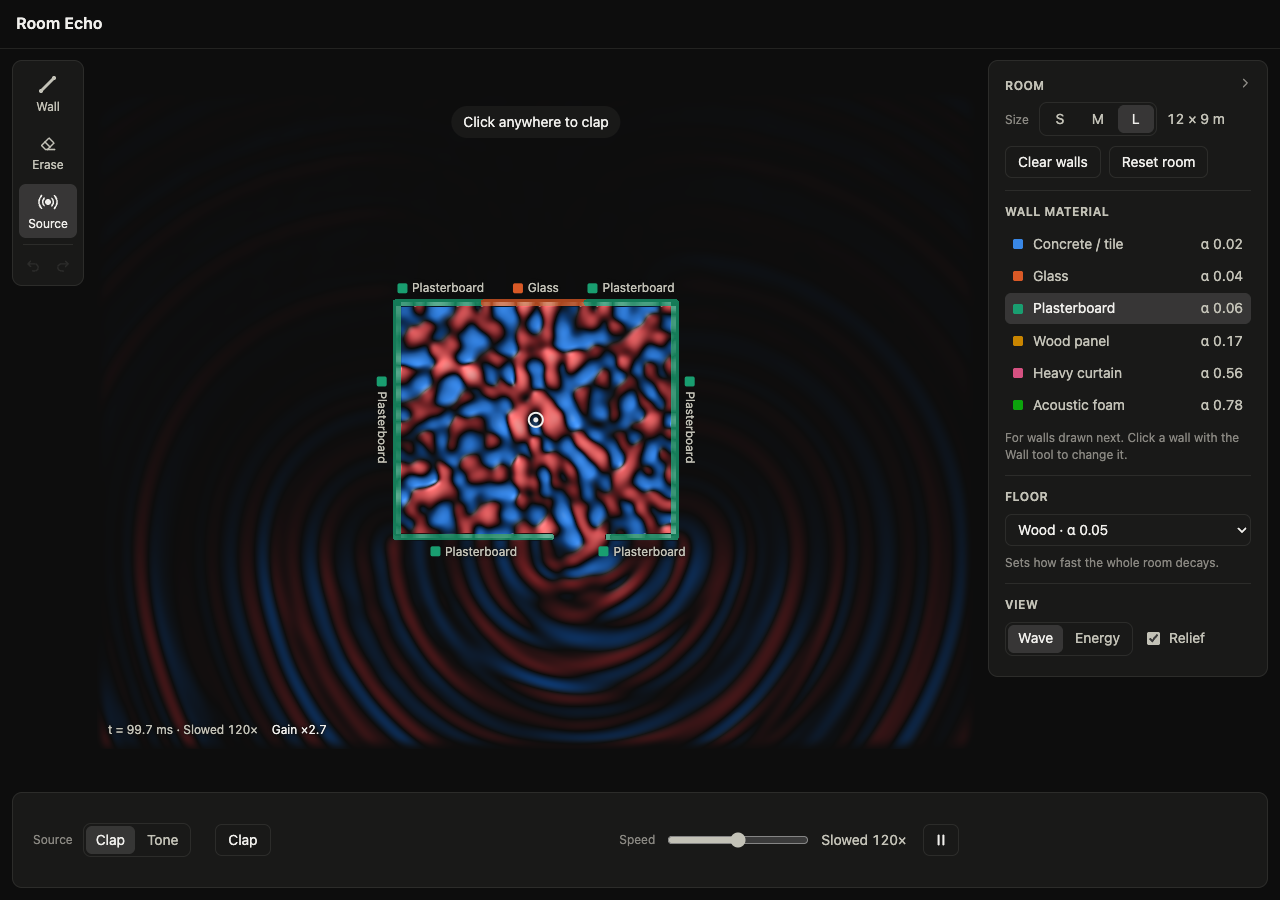 Room Echo
Wall
Erase
Source
Click anywhere to clap
Plasterboard
Glass
Plasterboard
Plasterboard
Plasterboard
Plasterboard
Plasterboard
t = 99.7 ms · Slowed 120× Gain ×2.7
ROOM
Size S M L 12 × 9 m
Clear walls Reset room
WALL MATERIAL
Concrete / tile α 0.02
Glass α 0.04
Plasterboard α 0.06
Wood panel α 0.17
Heavy curtain α 0.56
Acoustic foam α 0.78
For walls drawn next. Click a wall with the
Wall tool to change it.
FLOOR
Wood · α 0.05
Sets how fast the whole room decays.
VIEW
Wave Energy Relief
Source Clap Tone Clap
Speed Slowed 120×